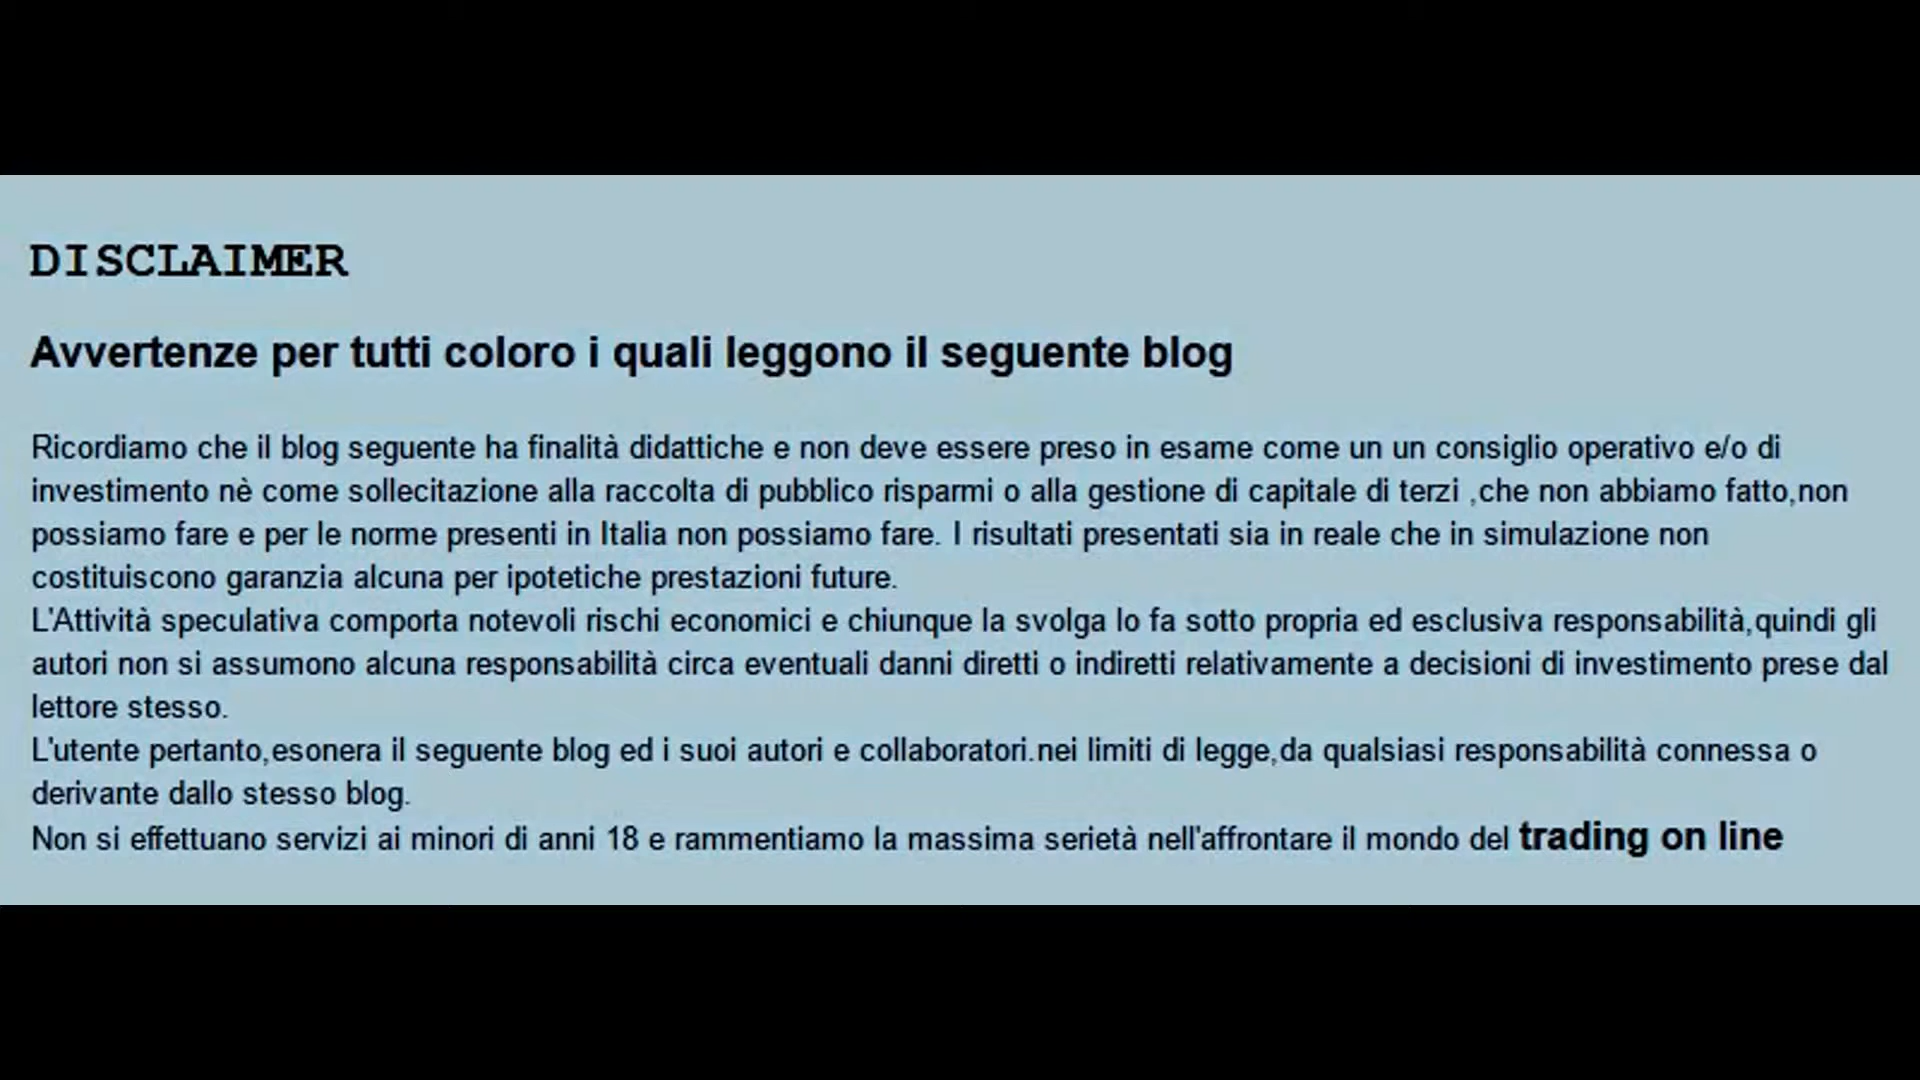 DISCLAIMER
Avvertenze per tutti coloro i quali leggono il seguente blog
Ricordiamo che il blog seguente ha finalità didattiche e non deve essere preso in esame come un un consiglio operativo e/o di
investimento nè come sollecitazione alla raccolta di pubblico risparmi o alla gestione di capitale di terzi ,che non abbiamo fatto,non
possiamo fare e per le norme presenti in Italia non possiamo fare. I risultati presentati sia in reale che in simulazione non
costituiscono garanzia alcuna per ipotetiche prestazioni future.
L'Attività speculativa comporta notevoli rischi economici e chiunque la svolga lo fa sotto propria ed esclusiva responsabilità,quindi gli
autori non si assumono alcuna responsabilità circa eventuali danni diretti o indiretti relativamente a decisioni di investimento prese dal
lettore stesso.
L'utente pertanto,esonera il seguente blog ed i suoi autori e collaboratori.nei limiti di legge,da qualsiasi responsabilità connessa o
derivante dallo stesso blog.
Non si effettuano servizi ai minori di anni 18 e rammentiamo la massima serietà nell'affrontare il mondo del trading on line